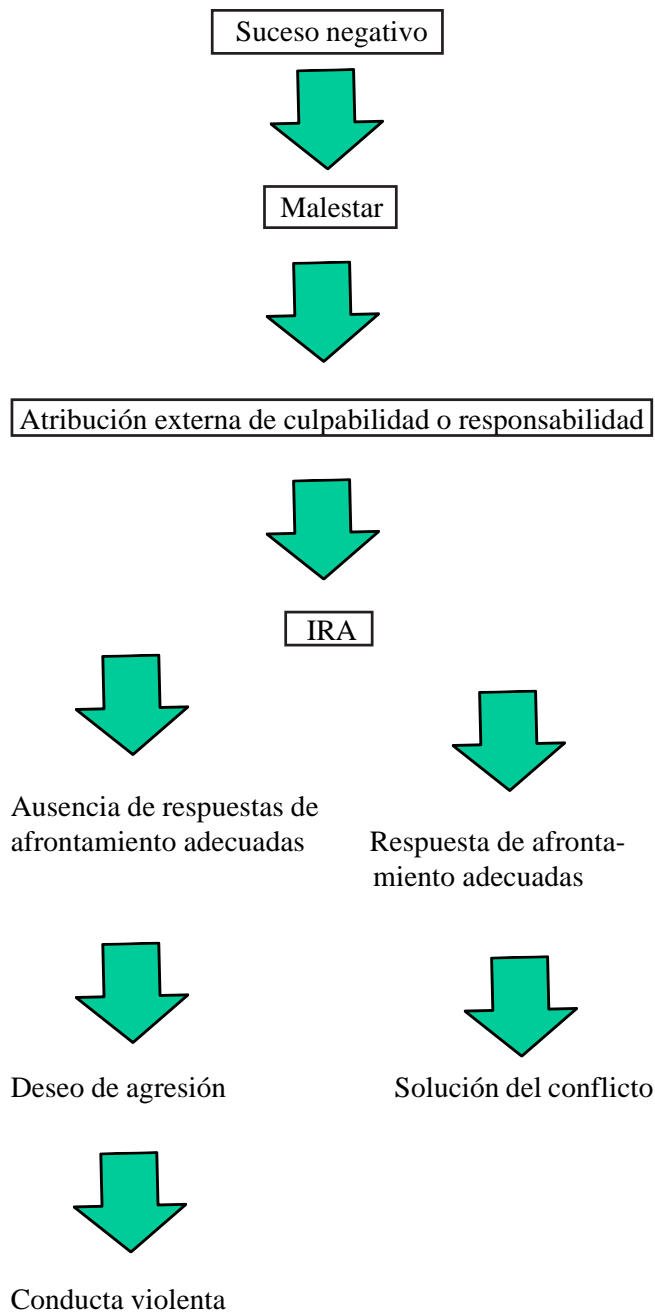 Suceso negativo
Malestar
Atribución externa de culpabilidad o responsabilidad
IRA
Ausencia de respuestas de
afrontamiento adecuadas
Respuesta de afronta-
miento adecuadas
Deseo de agresión
Solución del conflicto
Conducta violenta